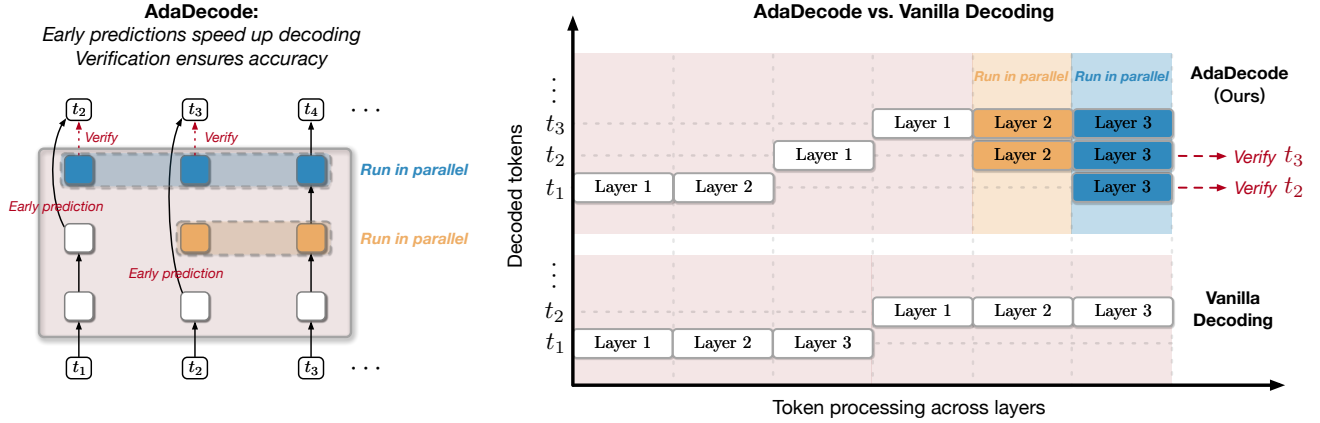 AdaDecode:
Early predictions speed up decoding
Verification ensures accuracy
t₂ t₃ t₄ ···
Verify Verify
Run in parallel
Early prediction
Run in parallel
Early prediction
t₁ t₂ t₃ ···
AdaDecode vs. Vanilla Decoding
Decoded tokens
Run in parallel Run in parallel
AdaDecode
(Ours)
⋮
t₃ Layer 1 Layer 2 Layer 3
t₂ Layer 1 Layer 2 Layer 3 Verify t₃
t₁ Layer 1 Layer 2 Layer 3 Verify t₂
⋮
t₂ Layer 1 Layer 2 Layer 3
Vanilla
Decoding
t₁ Layer 1 Layer 2 Layer 3
Token processing across layers